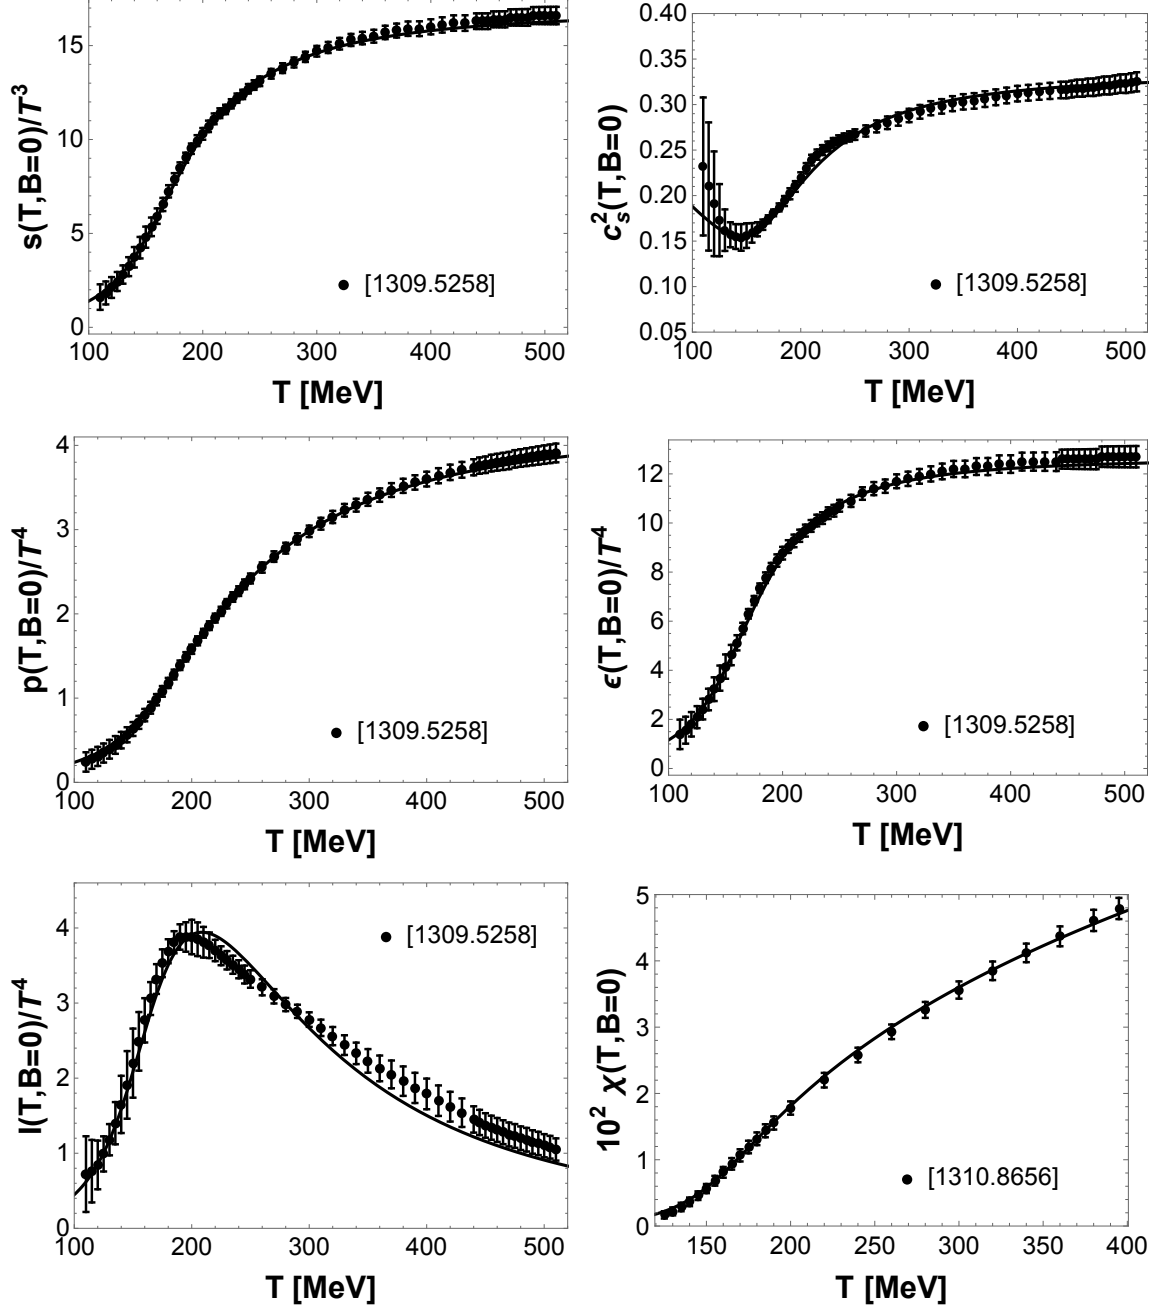 s(T,B=0)/T³
15
10
5
0
100 200 300 400 500
T [MeV]
[1309.5258]
c_s^2(T,B=0)
0.40
0.35
0.30
0.25
0.20
0.15
0.10
0.05
100 200 300 400 500
T [MeV]
[1309.5258]
p(T,B=0)/T⁴
4
3
2
1
0
100 200 300 400 500
T [MeV]
[1309.5258]
ϵ(T,B=0)/T⁴
12
10
8
6
4
2
0
100 200 300 400 500
T [MeV]
[1309.5258]
I(T,B=0)/T⁴
4
3
2
1
0
100 200 300 400 500
T [MeV]
[1309.5258]
10² χ(T,B=0)
5
4
3
2
1
0
150 200 250 300 350 400
T [MeV]
[1310.8656]